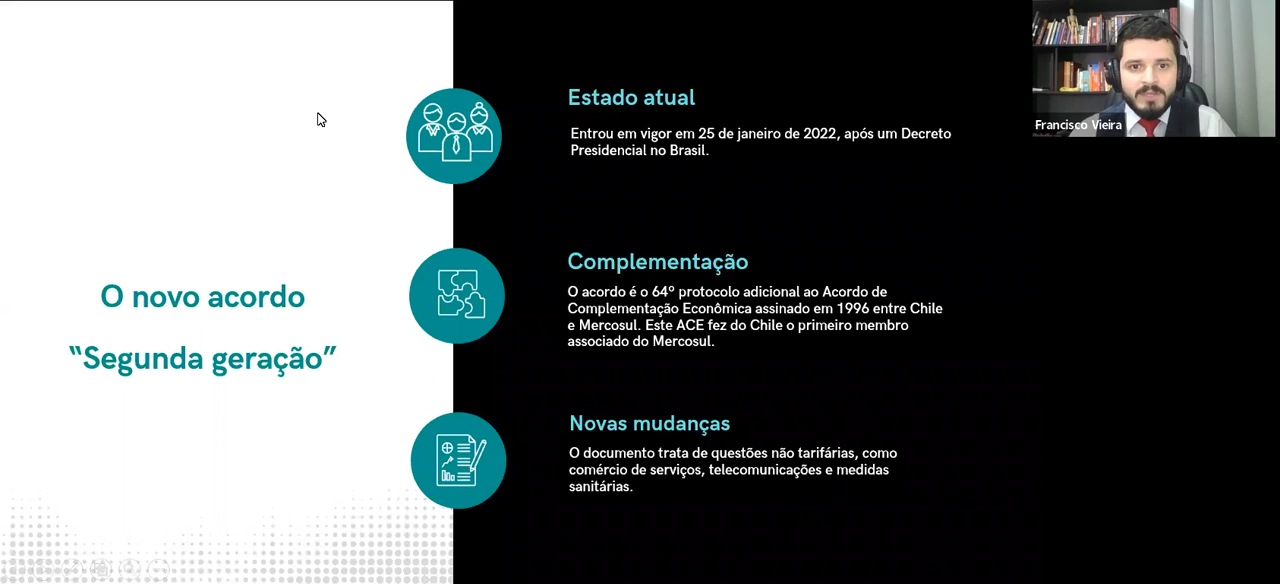 O novo acordo
“Segunda geração”
Estado atual
Entrou em vigor em 25 de janeiro de 2022, após um Decreto
Presidencial no Brasil.
Complementação
O acordo é o 64º protocolo adicional ao Acordo de
Complementação Econômica assinado em 1996 entre Chile
e Mercosul. Este ACE fez do Chile o primeiro membro
associado do Mercosul.
Novas mudanças
O documento trata de questões não tarifárias, como
comércio de serviços, telecomunicações e medidas
sanitárias.
Francisco Vieira